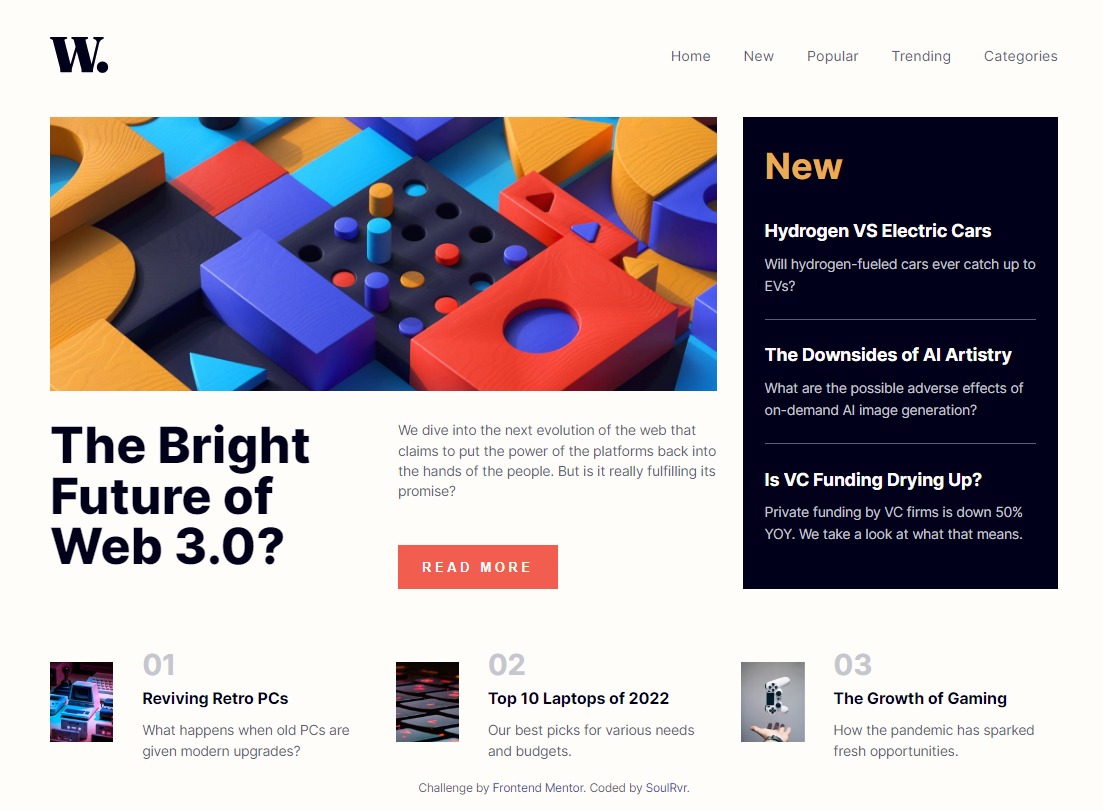 W.
Home New Popular Trending Categories
The Bright
Future of
Web 3.0?
We dive into the next evolution of the web that
claims to put the power of the platforms back into
the hands of the people. But is it really fulfilling its
promise?
READ MORE
New
Hydrogen VS Electric Cars
Will hydrogen-fueled cars ever catch up to
EVs?
The Downsides of AI Artistry
What are the possible adverse effects of
on-demand AI image generation?
Is VC Funding Drying Up?
Private funding by VC firms is down 50%
YOY. We take a look at what that means.
01
Reviving Retro PCs
What happens when old PCs are
given modern upgrades?
02
Top 10 Laptops of 2022
Our best picks for various needs
and budgets.
03
The Growth of Gaming
How the pandemic has sparked
fresh opportunities.
Challenge by Frontend Mentor. Coded by SoulRvr.